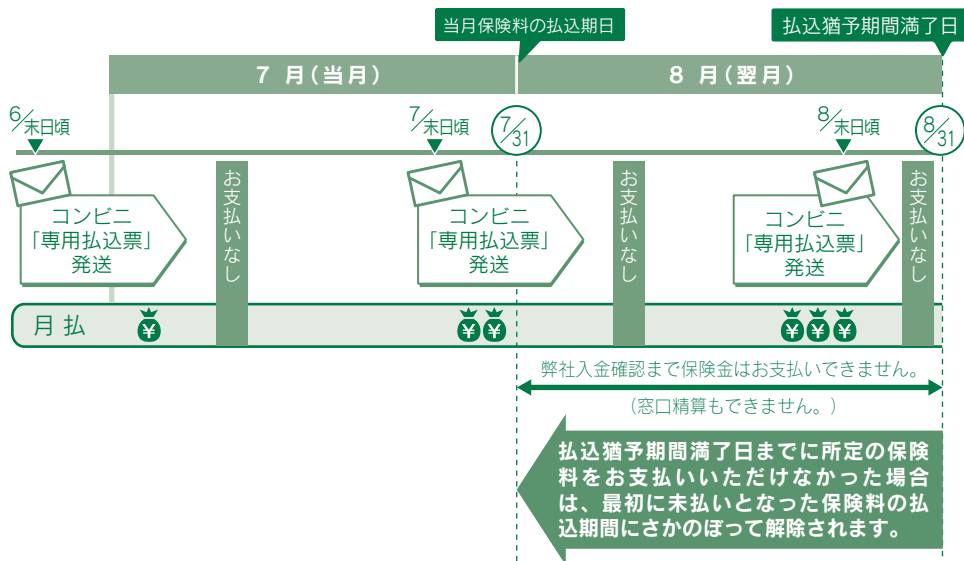 当月保険料の払込期日
払込猶予期間満了日
7 月(当月)
8 月(翌月)
6/末日頃
7/末日頃
7/31
8/末日頃
8/31
コンビニ
「専用払込票」
発送
お支払いなし
コンビニ
「専用払込票」
発送
お支払いなし
コンビニ
「専用払込票」
発送
お支払いなし
月 払
¥
¥ ¥
¥ ¥ ¥
弊社入金確認まで保険金はお支払いできません。
(窓口精算もできません。)
払込猶予期間満了日までに所定の保険
料をお支払いいただけなかった場合
は、最初に未払いとなった保険料の払
込期間にさかのぼって解除されます。